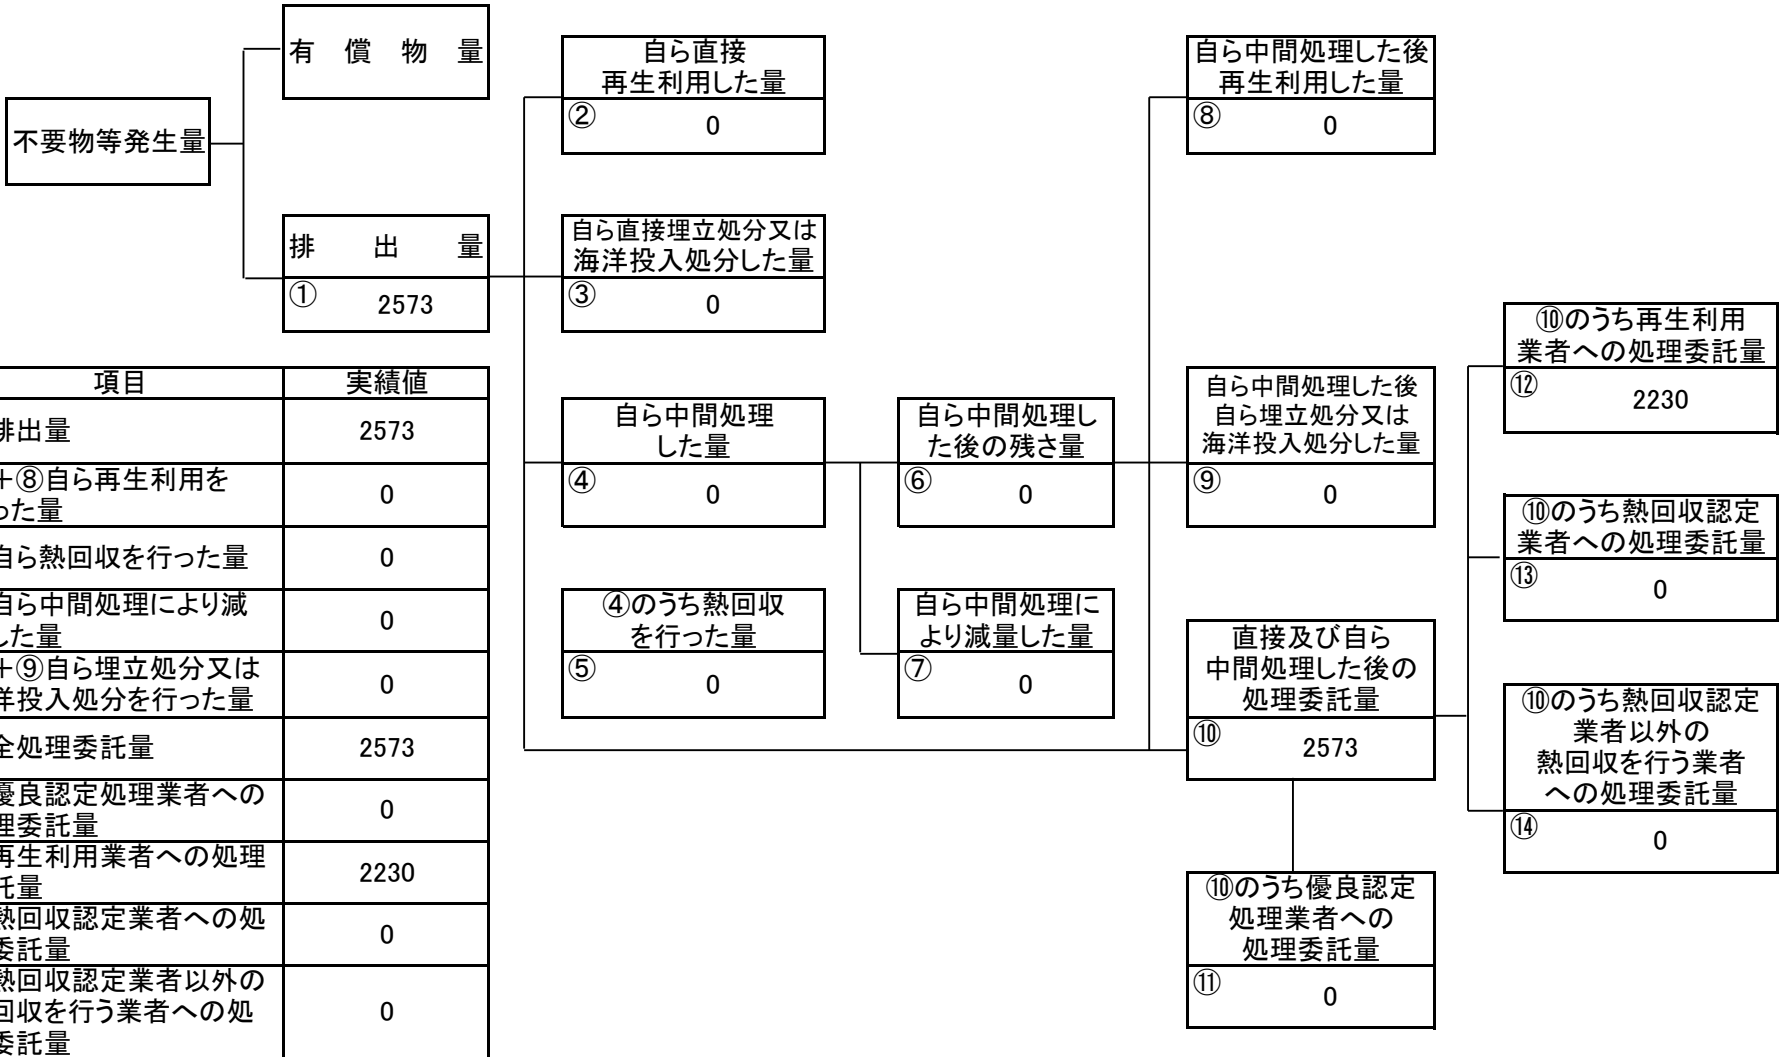 有償物量
不要物等発生量
排出量
① 2573
自ら直接
再生利用した量
② 0
自ら直接埋立処分又は
海洋投入処分した量
③ 0
自ら中間処理
した量
④ 0
④のうち熱回収
を行った量
⑤ 0
自ら中間処理し
た後の残さ量
⑥ 0
自ら中間処理に
より減量した量
⑦ 0
自ら中間処理した後
再生利用した量
⑧ 0
自ら中間処理した後
自ら埋立処分又は
海洋投入処分した量
⑨ 0
直接及び自ら
中間処理した後の
処理委託量
⑩ 2573
⑩のうち優良認定
処理業者への
処理委託量
⑪ 0
⑩のうち再生利用
業者への処理委託量
⑫ 2230
⑩のうち熱回収認定
業者への処理委託量
⑬ 0
⑩のうち熱回収認定
業者以外の
熱回収を行う業者
への処理委託量
⑭ 0
項目 実績値
排出量 2573
+⑧自ら再生利用を
った量 0
自ら熱回収を行った量 0
自ら中間処理により減
した量 0
+⑨自ら埋立処分又は
洋投入処分を行った量 0
全処理委託量 2573
優良認定処理業者への
理委託量 0
再生利用業者への処理
託量 2230
熱回収認定業者への処
委託量 0
熱回収認定業者以外の
回収を行う業者への処
委託量 0